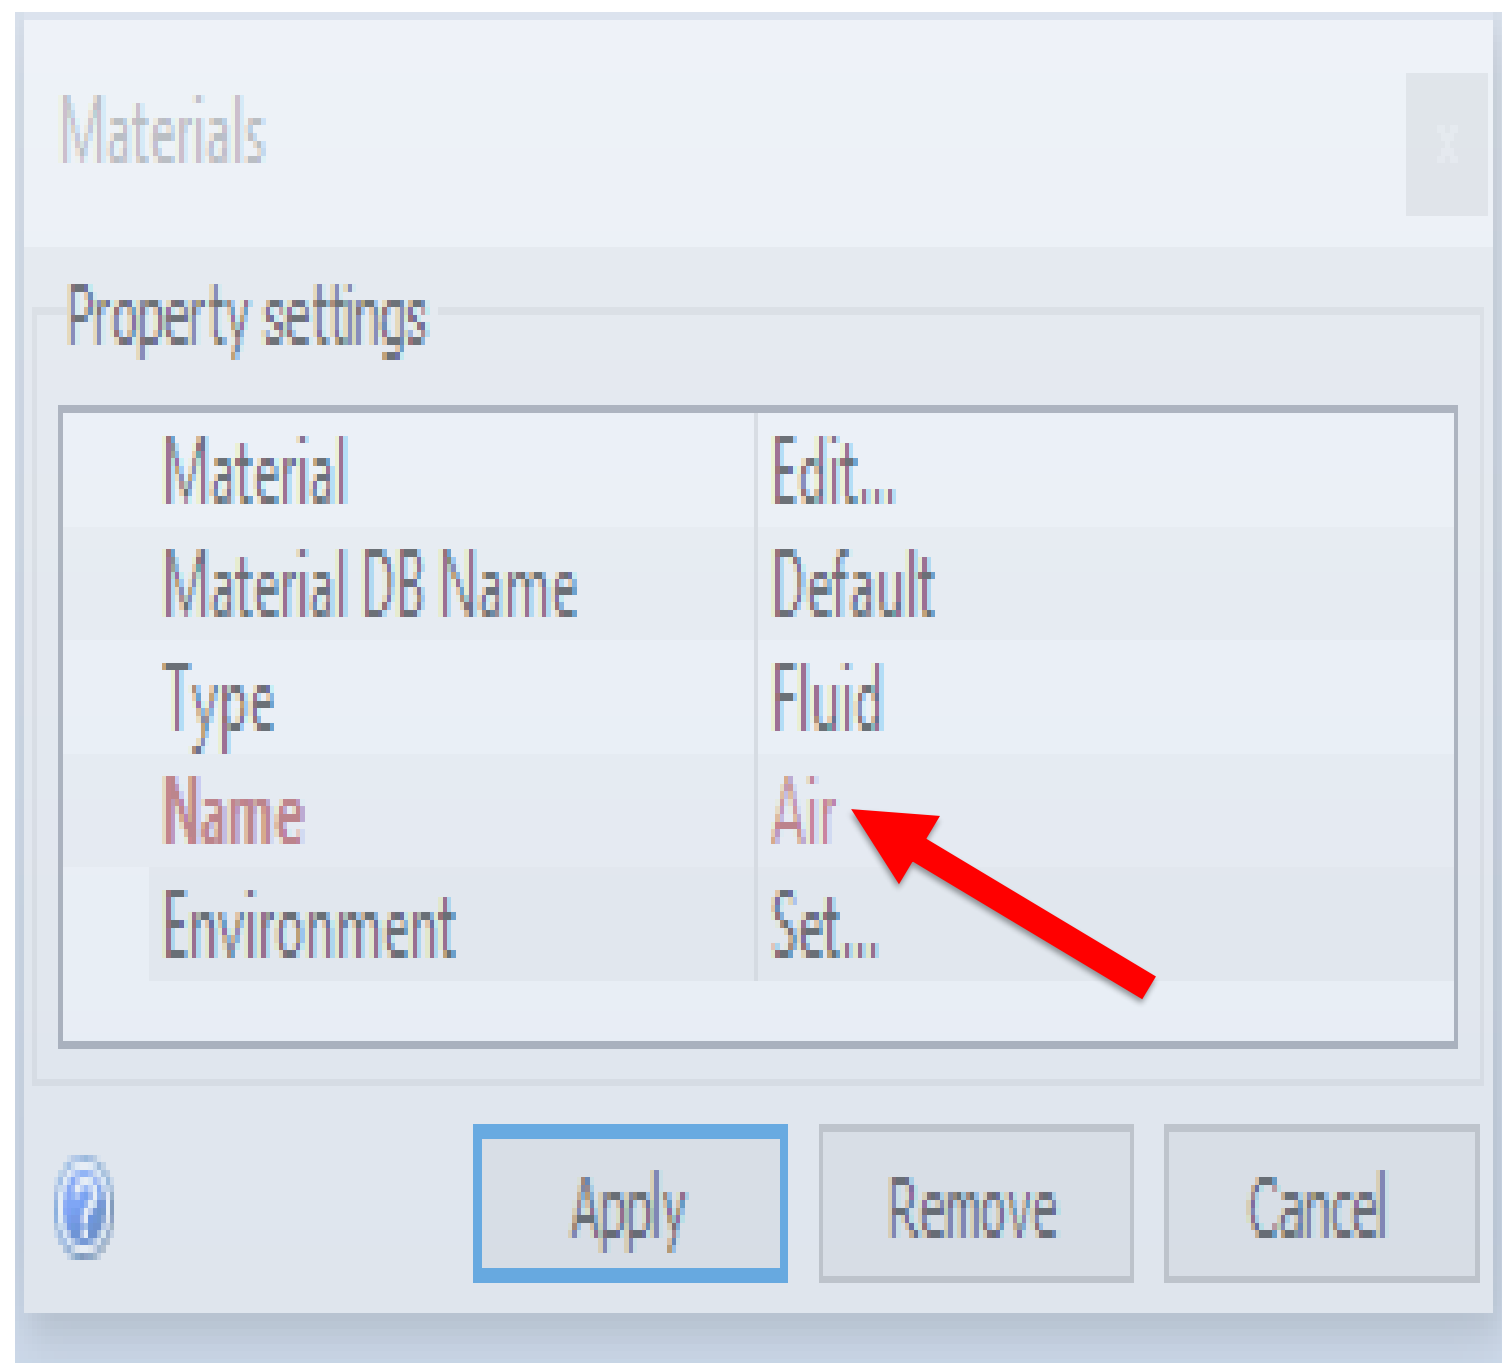 Materials x
Property settings
Material Edit...
Material DB Name Default
Type Fluid
Name Air
Environment Set...
? Apply Remove Cancel